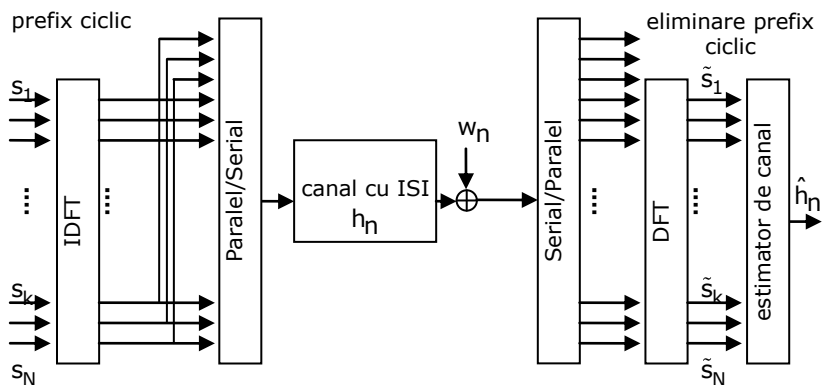 prefix ciclic
eliminare prefix
ciclic
s1
sk
sN
IDFT
Paralel/Serial
canal cu ISI
hn
wn
Serial/Paralel
DFT
s̃1
s̃k
s̃N
estimator de canal
ĥn